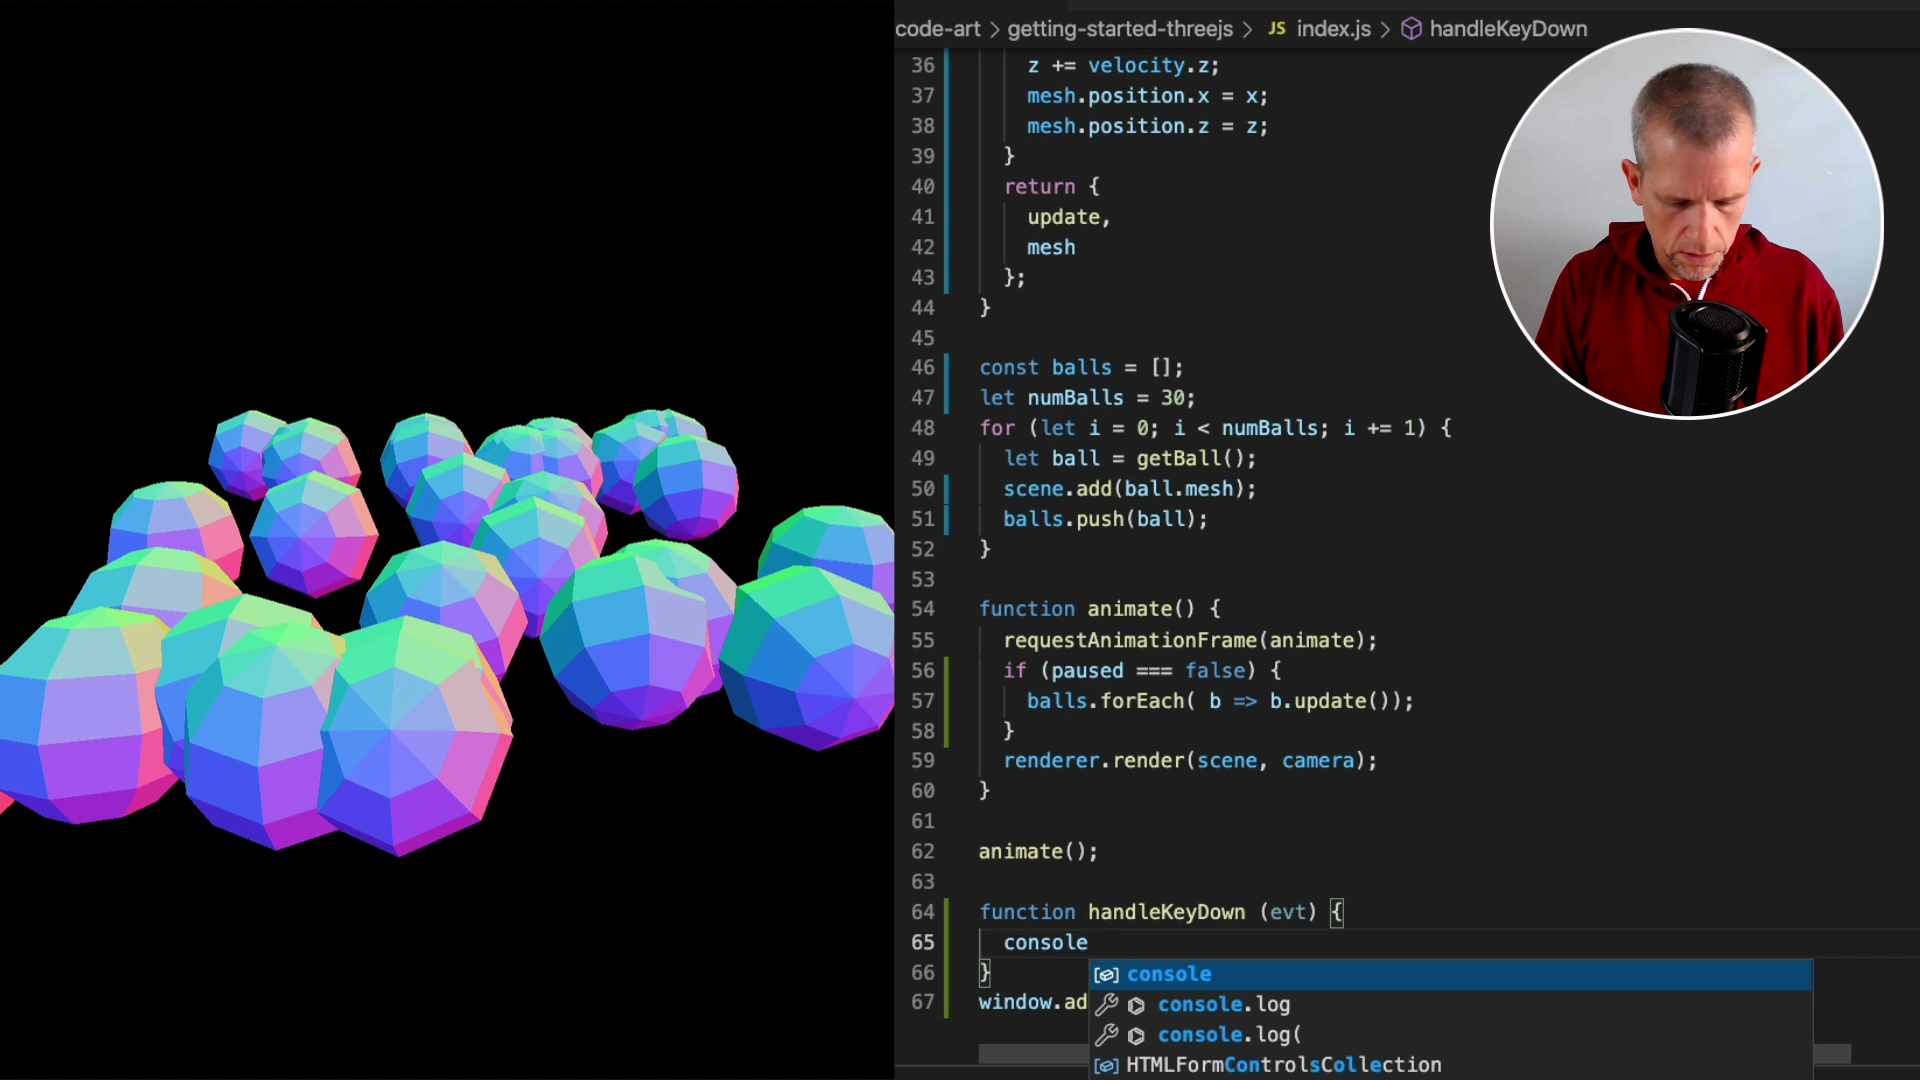 code-art > getting-started-threejs > JS index.js > handleKeyDown
36 z += velocity.z;
37 mesh.position.x = x;
38 mesh.position.z = z;
39 }
40 return {
41 update,
42 mesh
43 };
44 }
45
46 const balls = [];
47 let numBalls = 30;
48 for (let i = 0; i < numBalls; i += 1) {
49 let ball = getBall();
50 scene.add(ball.mesh);
51 balls.push(ball);
52 }
53
54 function animate() {
55 requestAnimationFrame(animate);
56 if (paused === false) {
57 balls.forEach( b => b.update());
58 }
59 renderer.render(scene, camera);
60 }
61
62 animate();
63
64 function handleKeyDown (evt) {
65 console
66 }
67 window.ad
console
console.log
console.log(
HTMLFormControlsCollection